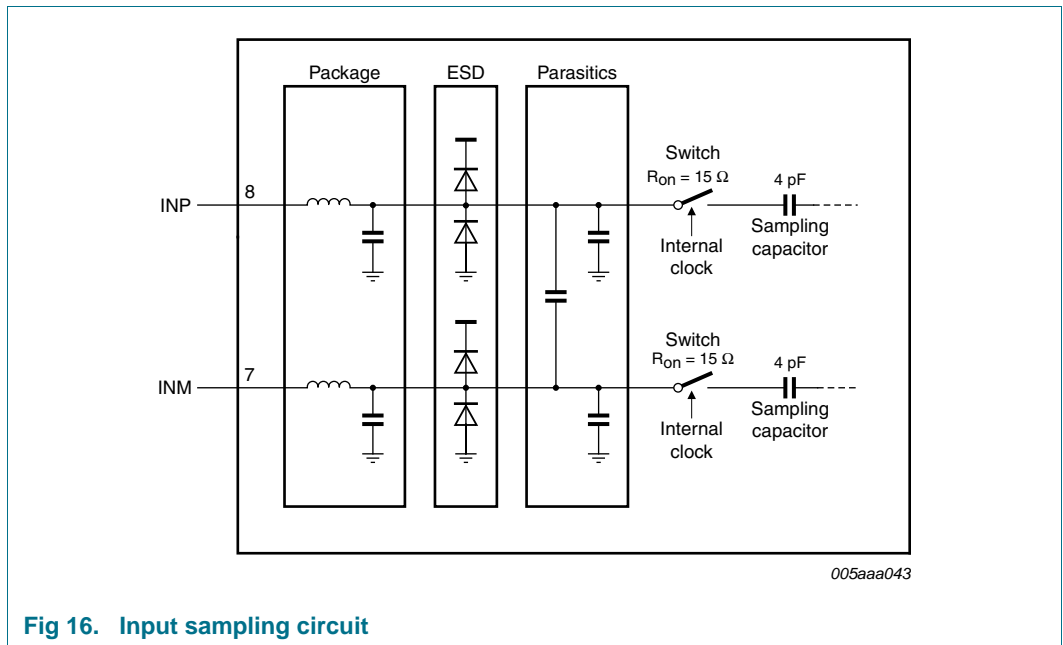 Package
ESD
Parasitics
Switch
Ron = 15 Ω
4 pF
INP
8
Internal
clock
Sampling
capacitor
Switch
Ron = 15 Ω
4 pF
INM
7
Internal
clock
Sampling
capacitor
005aaa043
Fig 16. Input sampling circuit